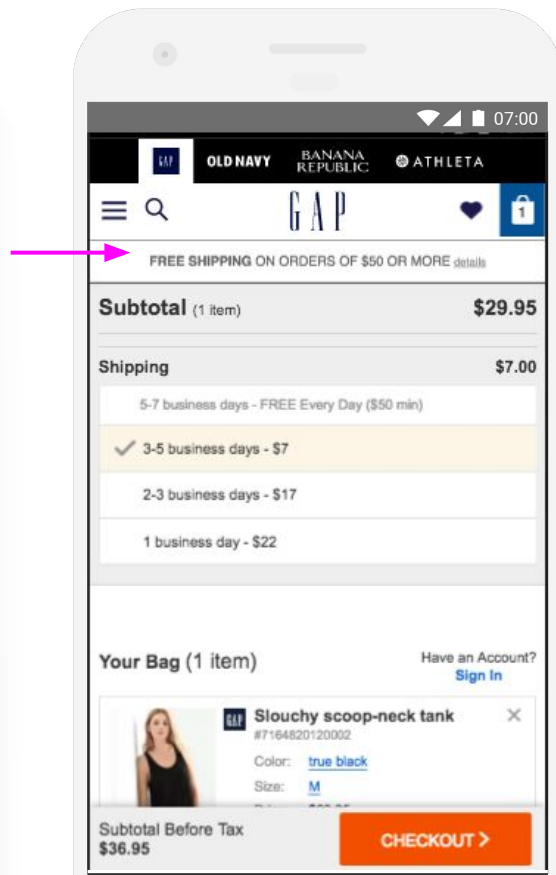 07:00
GAP OLD NAVY BANANA REPUBLIC ATHLETA
GAP 1
FREE SHIPPING ON ORDERS OF $50 OR MORE details
Subtotal (1 item) $29.95
Shipping $7.00
5-7 business days - FREE Every Day ($50 min)
3-5 business days - $7
2-3 business days - $17
1 business day - $22
Your Bag (1 item)
Have an Account?
Sign In
GAP Slouchy scoop-neck tank
#7164820120002
Color: true black
Size: M
Subtotal Before Tax
$36.95
CHECKOUT